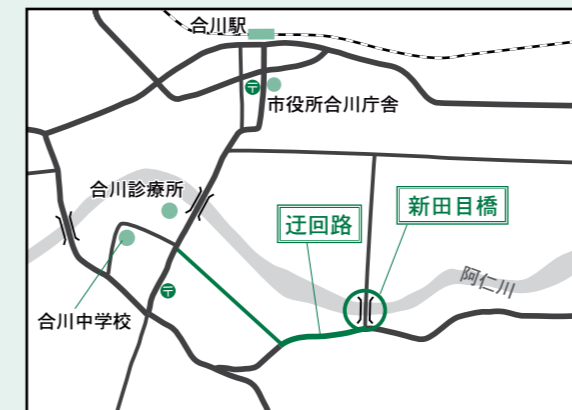 合川駅
〒
市役所合川庁舎
合川診療所
新田目橋
迂回路
阿仁川
〒
合川中学校